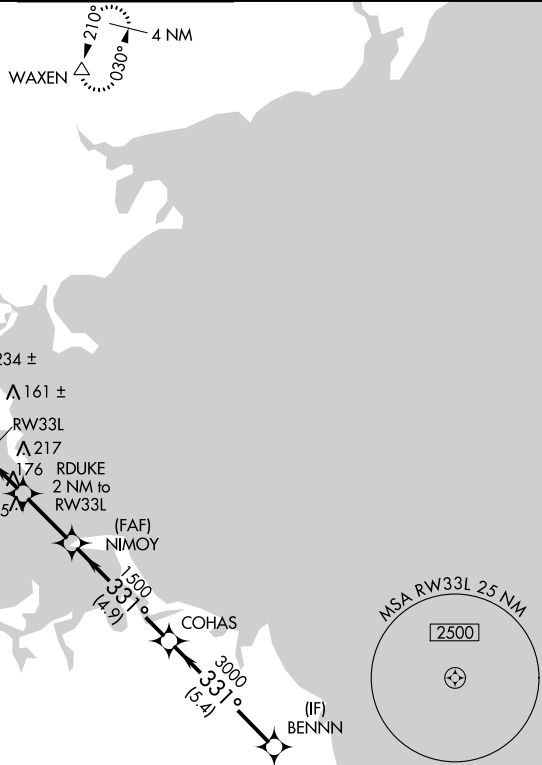 210°
4 NM
030°
WAXEN
234 ±
161 ±
RW33L
217
176
RDUKE
2 NM to
RW33L
5
(FAF)
NIMOY
1500
331°
(4.9)
COHAS
3000
331°
(5.4)
(IF)
BENNN
MSA RW33L 25 NM
2500